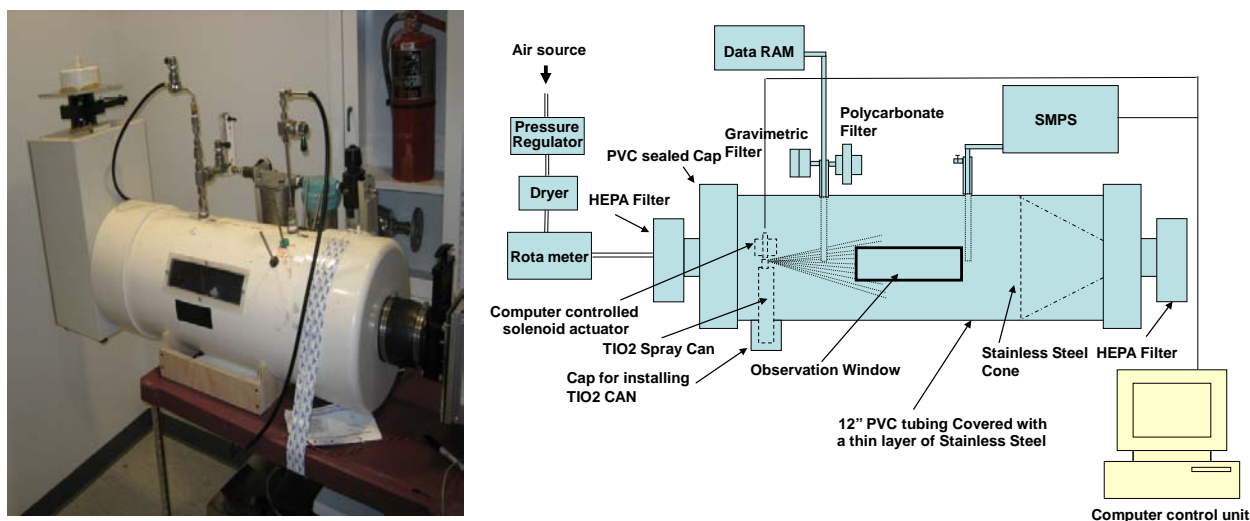 Air source
Pressure
Regulator
Dryer
Rota meter
HEPA Filter
PVC sealed Cap
Data RAM
Gravimetric
Filter
Polycarbonate
Filter
SMPS
Computer controlled
solenoid actuator
TIO2 Spray Can
Cap for installing
TIO2 CAN
Observation Window
12” PVC tubing Covered with
a thin layer of Stainless Steel
Stainless Steel
Cone
HEPA Filter
Computer control unit